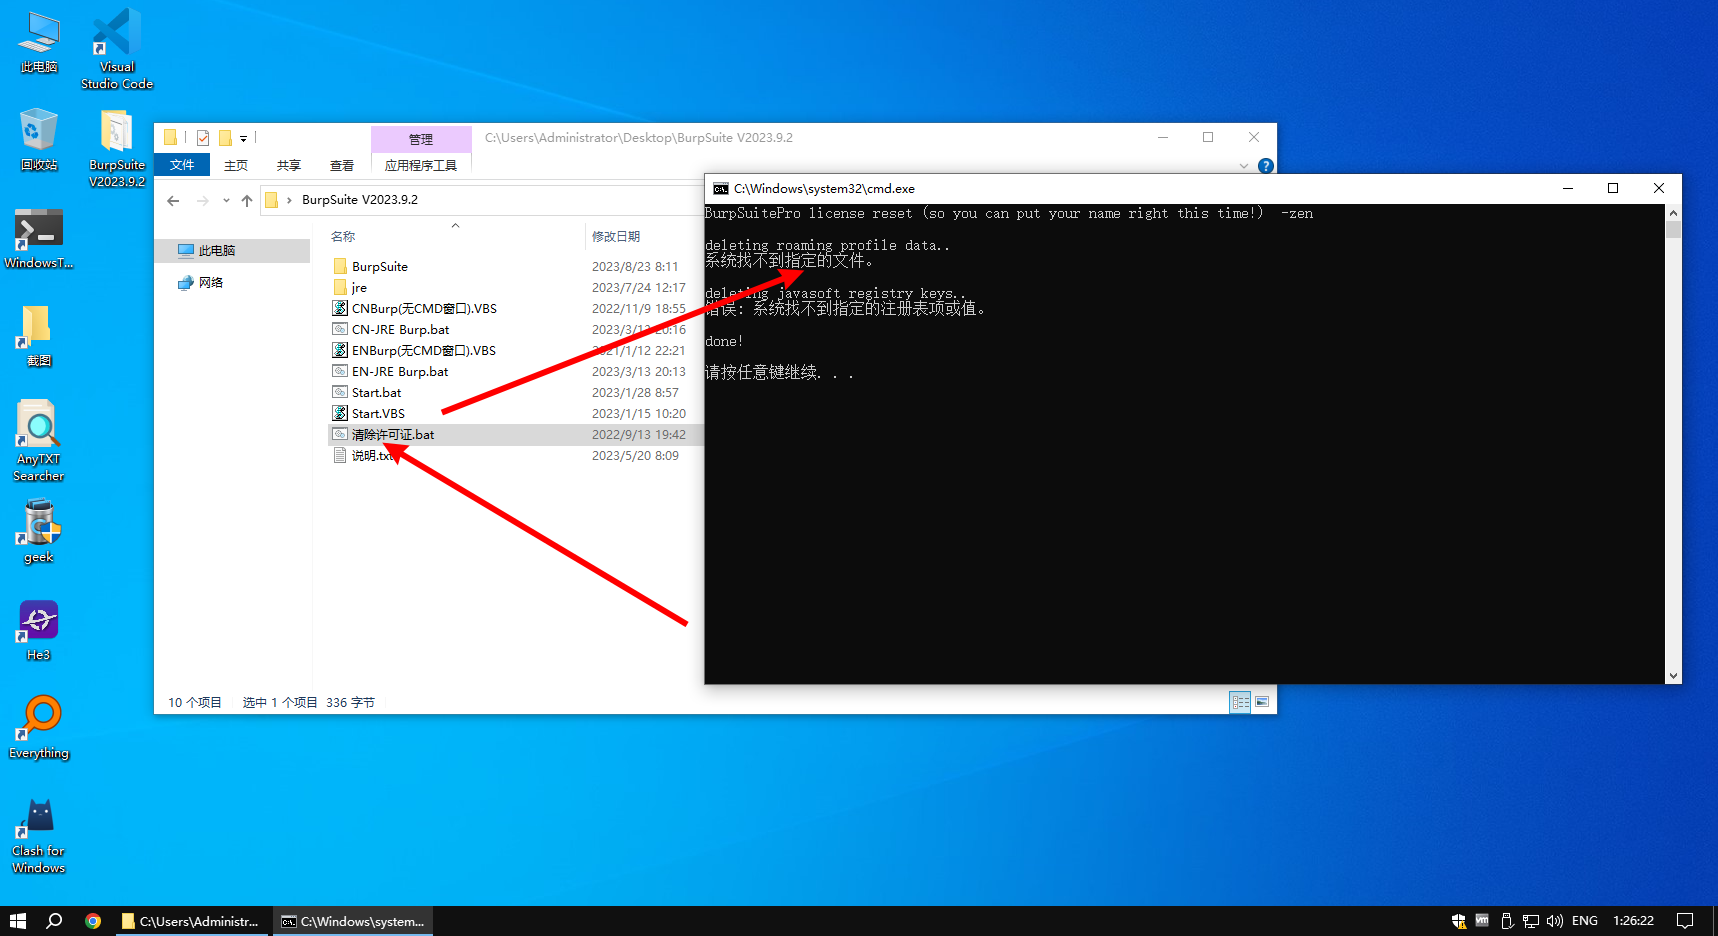 此电脑
Visual
Studio Code
回收站
BurpSuite
V2023.9.2
WindowsT...
截图
AnyTXT
Searcher
geek
He3
Everything
Clash for
Windows
管理
C:\Users\Administrator\Desktop\BurpSuite V2023.9.2
文件
主页
共享
查看
应用程序工具
BurpSuite V2023.9.2
此电脑
网络
名称
修改日期
BurpSuite 2023/8/23 8:11
jre 2023/7/24 12:17
CNBurp(无CMD窗口).VBS 2022/11/9 18:55
CN-JRE Burp.bat 2023/3/13 20:16
ENBurp(无CMD窗口).VBS 2021/1/12 22:21
EN-JRE Burp.bat 2023/3/13 20:13
Start.bat 2023/1/28 8:57
Start.VBS 2023/1/15 10:20
清除许可证.bat 2022/9/13 19:42
说明.txt 2023/5/20 8:09
10 个项目
选中 1 个项目 336 字节
C:\Windows\system32\cmd.exe
BurpSuitePro license reset (so you can put your name right this time!) -zen
deleting roaming profile data..
系统找不到指定的文件。
deleting javasoft registry keys..
错误: 系统找不到指定的注册表项或值。
done!
请按任意键继续. . .
C:\Users\Administr...
C:\Windows\system...
vm
ENG
1:26:22